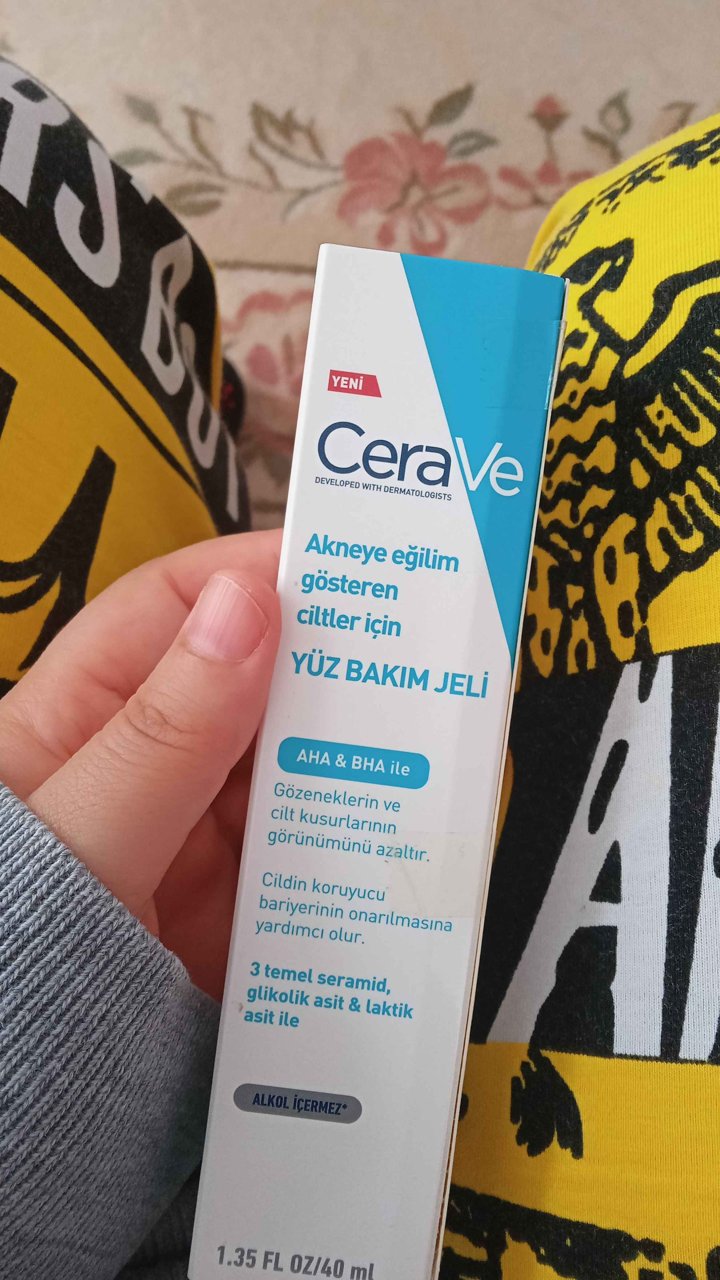 YENİ
CeraVe
DEVELOPED WITH DERMATOLOGISTS
Akneye eğilim
gösteren
ciltler için
YÜZ BAKIM JELİ
AHA & BHA ile
Gözeneklerin ve
cilt kusurlarının
görünümünü azaltır.
Cildin koruyucu
bariyerinin onarılmasına
yardımcı olur.
3 temel seramid,
glikolik asit & laktik
asit ile
ALKOL İÇERMEZ*
1.35 FL OZ/40 ml